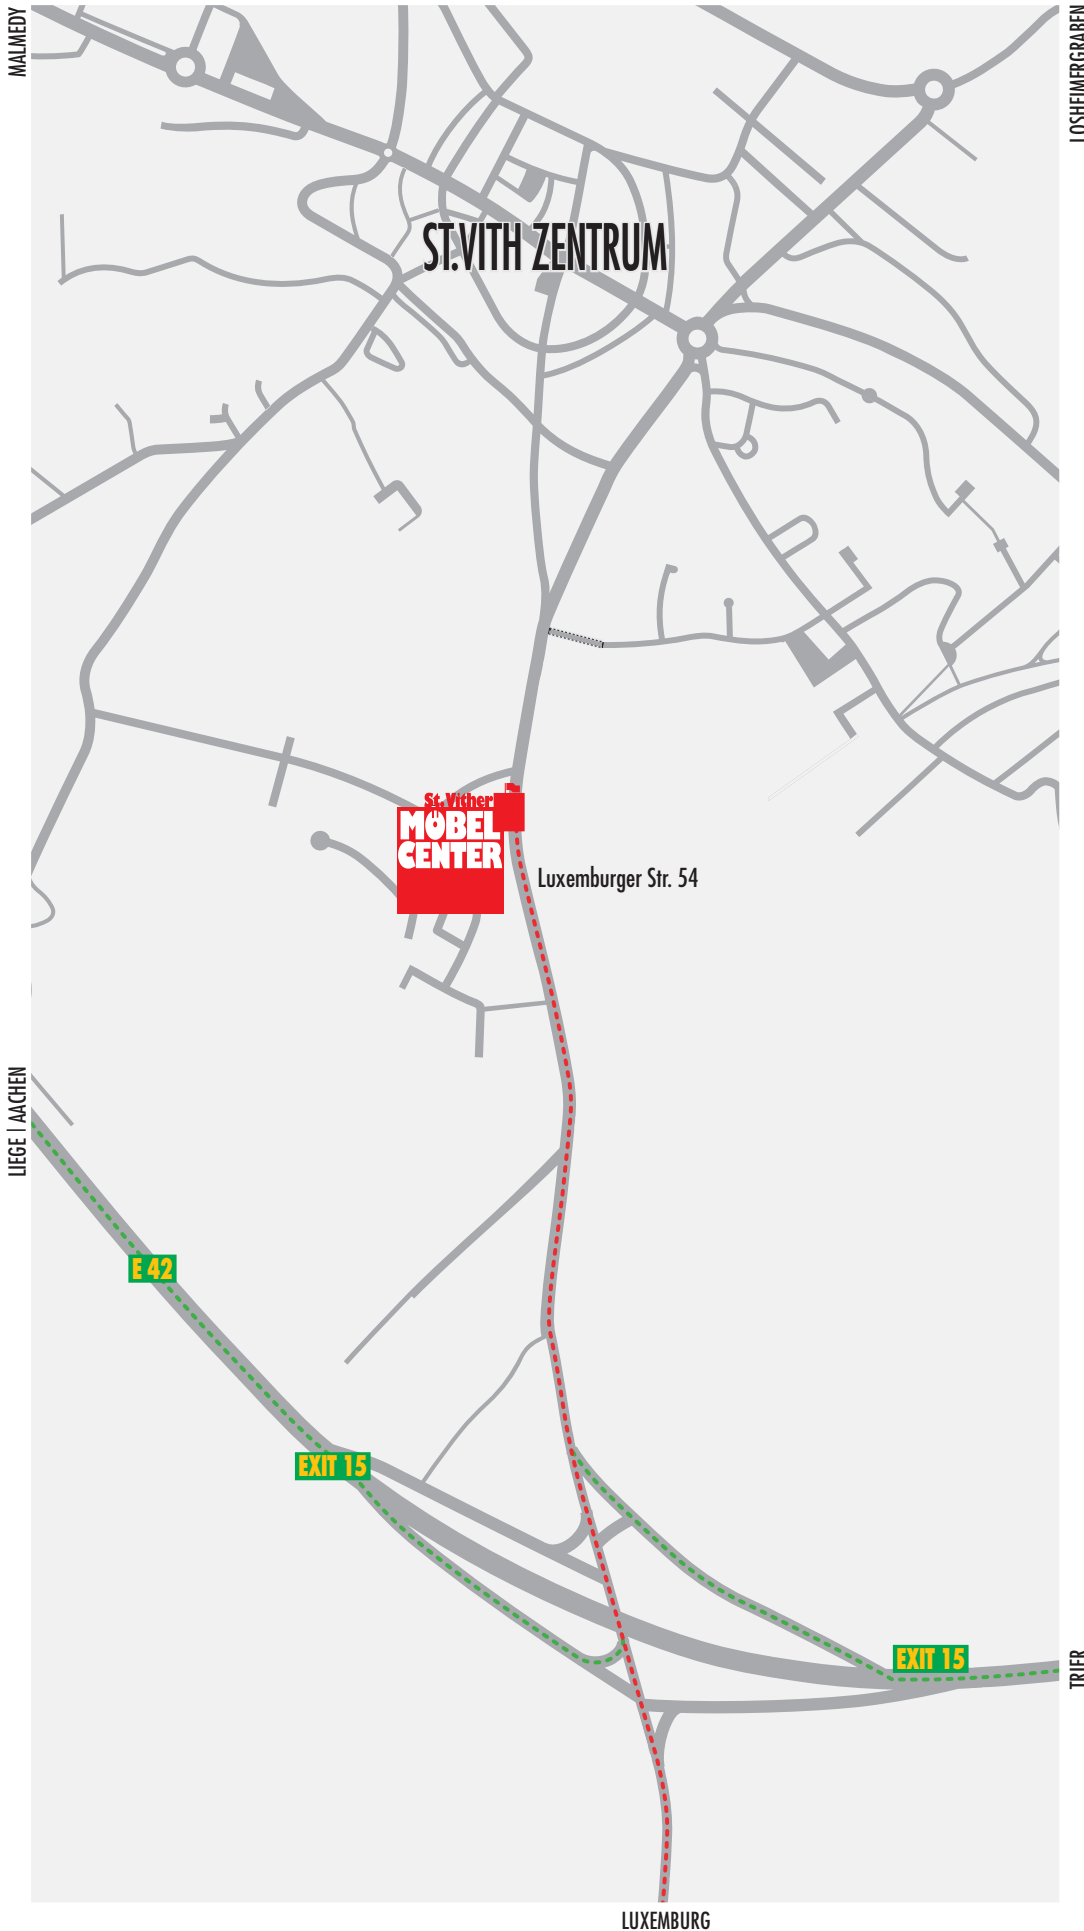 MALMEDY
LOSHEIMERGRABEN
ST.VITH ZENTRUM
St. Vither
MÖBEL
CENTER
Luxemburger Str. 54
LIEGE | AACHEN
E 42
EXIT 15
EXIT 15
TRIER
LUXEMBURG